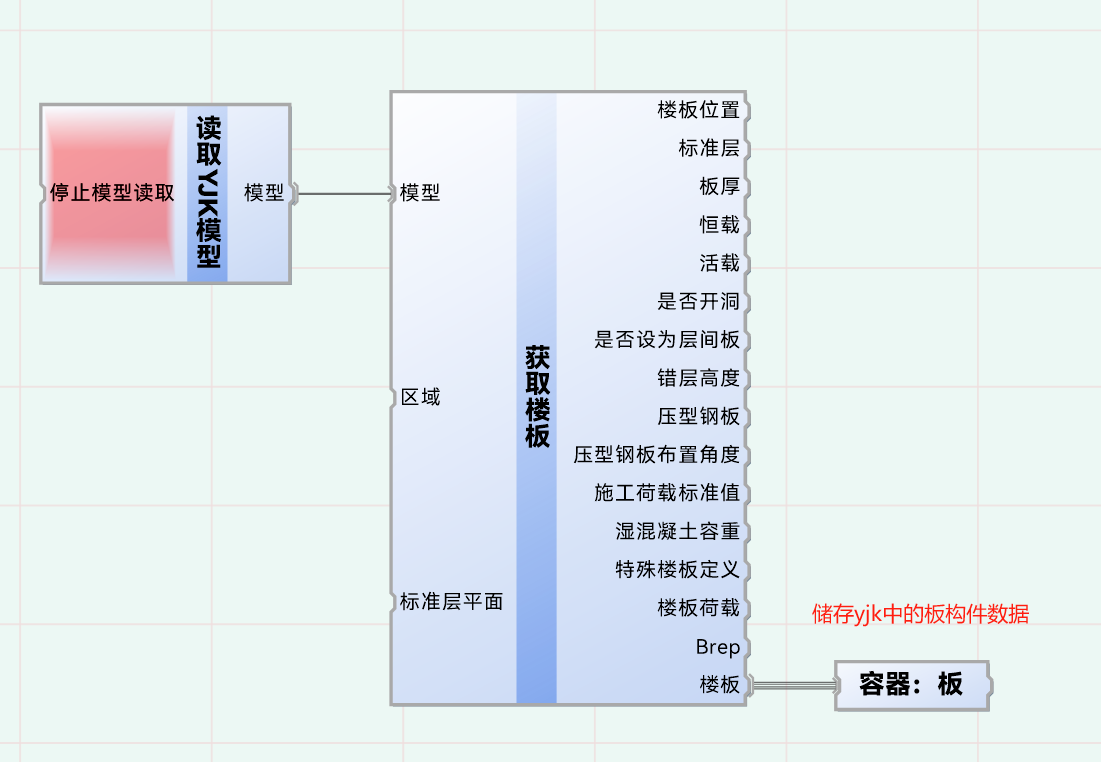 停止模型读取
读取YJK模型
模型
模型
区域
标准层平面
获取楼板
楼板位置
标准层
板厚
恒载
活载
是否开洞
是否设为层间板
错层高度
压型钢板
压型钢板布置角度
施工荷载标准值
湿混凝土容重
特殊楼板定义
楼板荷载
Brep
楼板
储存yjk中的板构件数据
容器：板